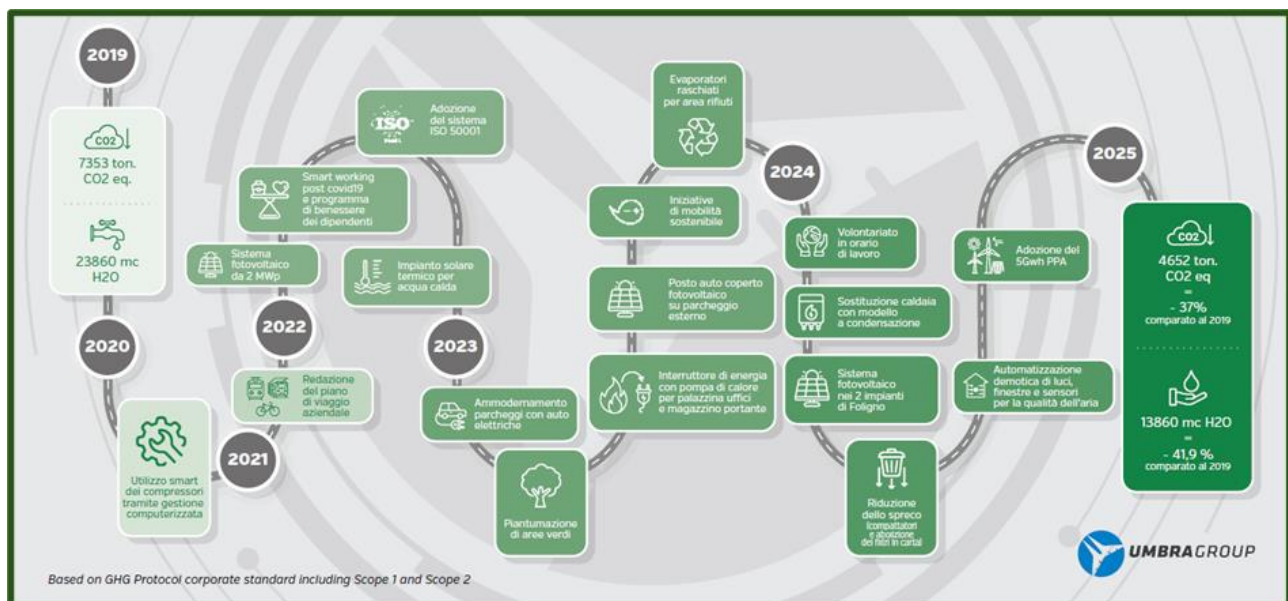 2019
CO2
7353 ton.
CO2 eq.
23860 mc
H2O
2020
Utilizzo smart
dei compressori
tramite gestione
computerizzata
2021
Redazione
del piano
di viaggio
aziendale
2022
Sistema
fotovoltaico
da 2 MWp
Smart working
post covid19
e programma
di benessere
dei dipendenti
ISO
Adozione
del sistema
ISO 50001
Impianto solare
termico per
acqua calda
2023
Ammodernamento
parcheggi con auto
elettriche
Piantumazione
di aree verdi
Interruttore di energia
con pompa di calore
per palazzina uffici
e magazzino portante
Posto auto coperto
fotovoltaico
su parcheggio
esterno
Iniziative
di mobilità
sostenibile
Evaporatori
raschiati
per area rifiuti
2024
Volontariato
in orario
di lavoro
Sostituzione caldaia
con modello
a condensazione
Sistema
fotovoltaico
nei 2 impianti
di Foligno
Riduzione
dello spreco
(compattatori
e abolizione
dei filtri in carta)
Automatizzazione
domotica di luci,
finestre e sensori
per la qualità dell'aria
Adozione del
5Gwh PPA
2025
CO2
4652 ton.
CO2 eq
=
- 37%
comparato al 2019
13860 mc H2O
=
- 41,9 %
comparato al 2019
UMBRAGROUP
Based on GHG Protocol corporate standard including Scope 1 and Scope 2